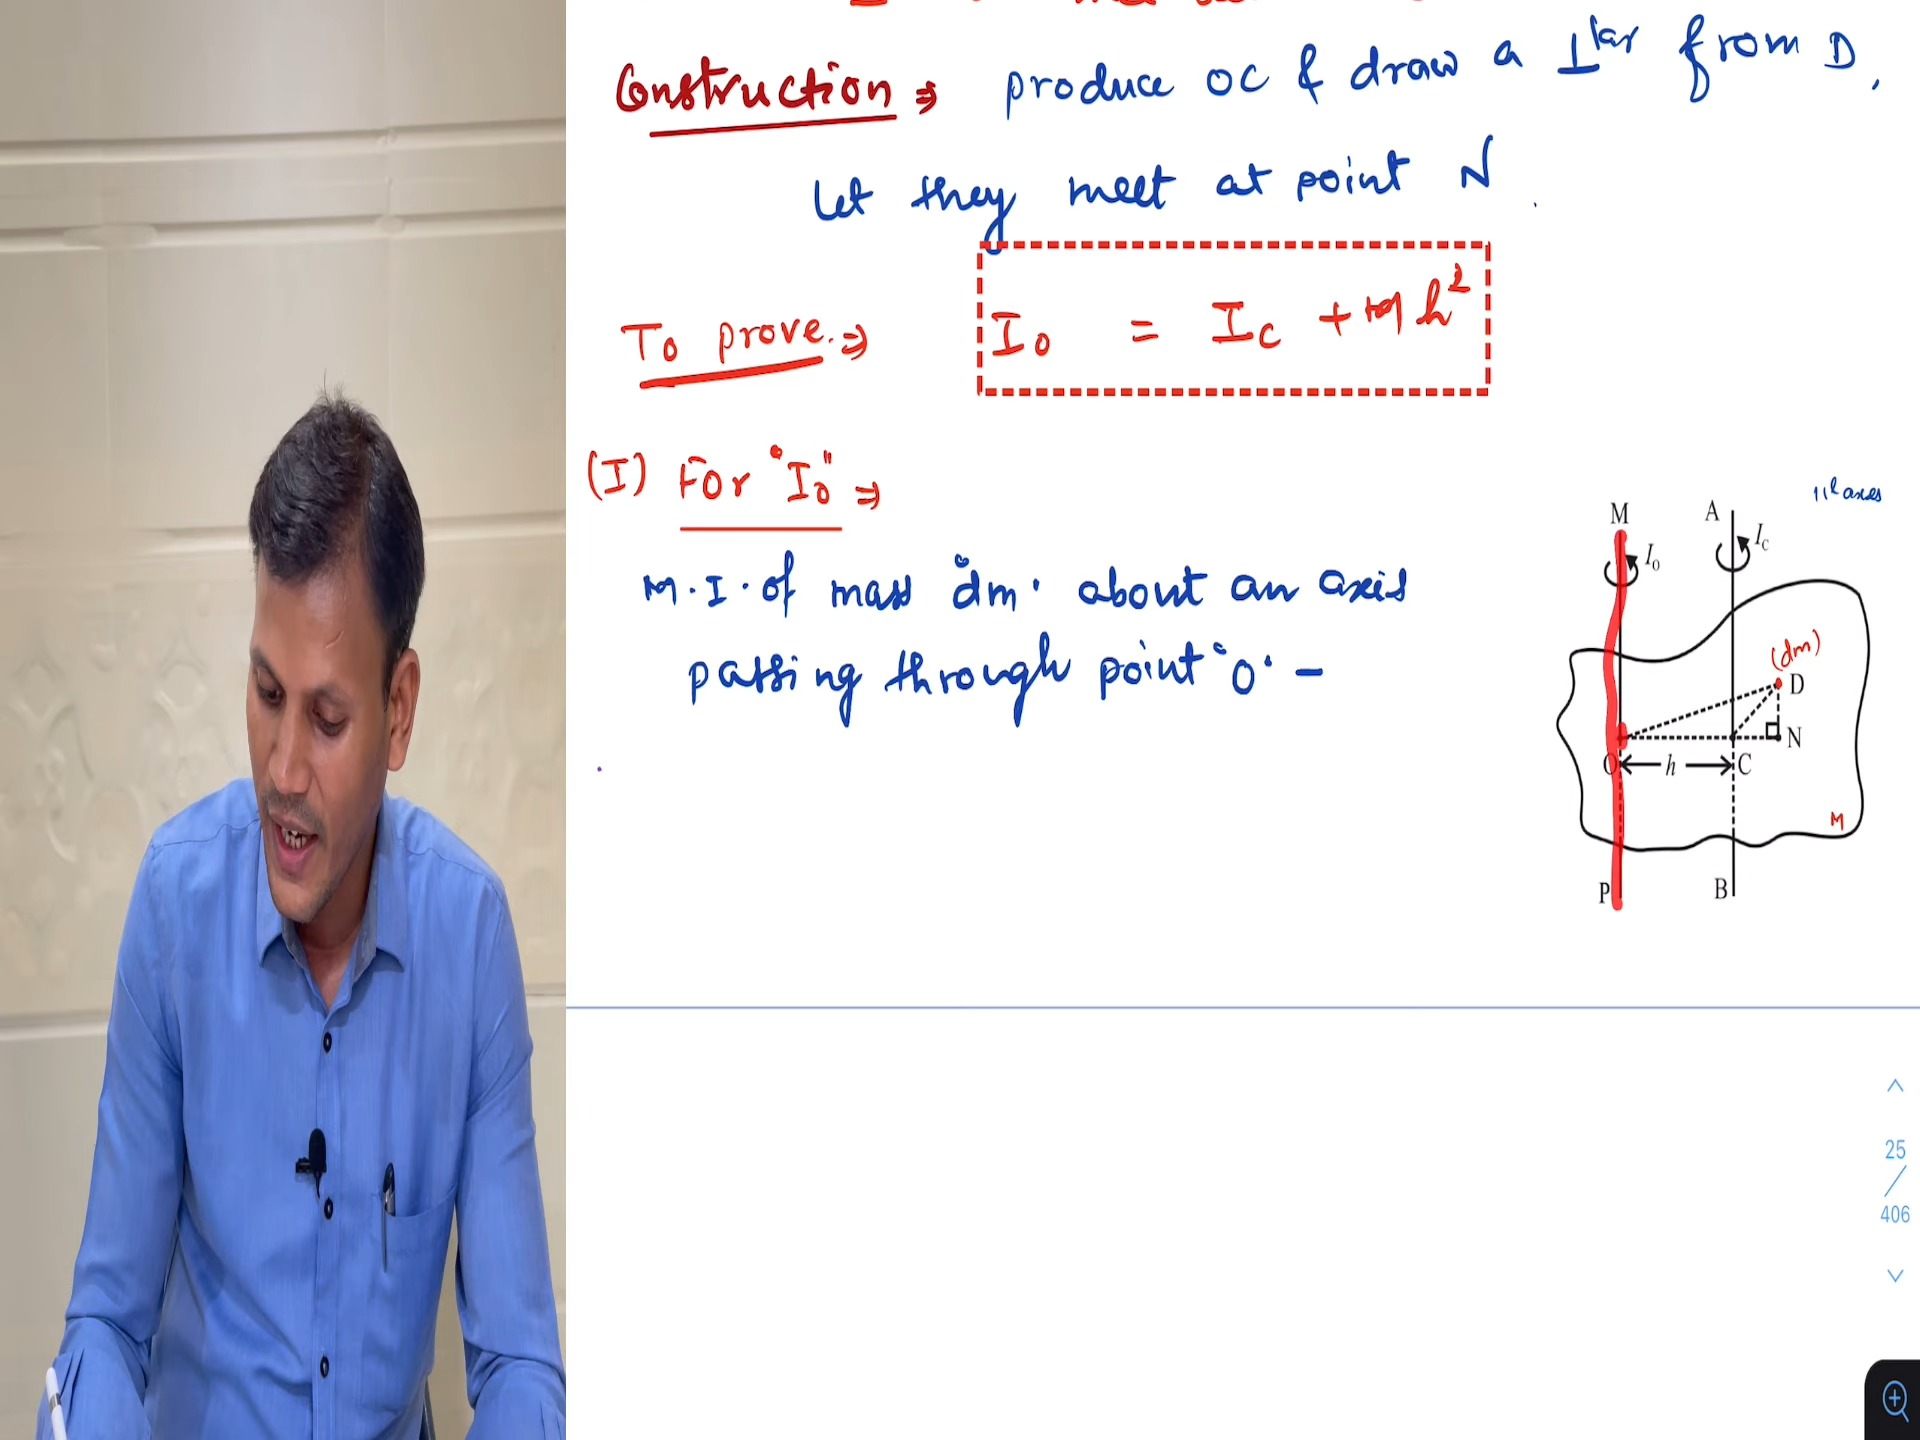 Construction ⇒ produce OC & draw a ⊥lar from D,
Let they meet at point N.
To prove. ⇒ I0 = Ic + Mh²
(I) For "I0" ⇒
M.I. of mass "dm" about an axis
passing through point "O" -
11l axes
M A
I0 Ic
(dm)
D
N
O h C
M
P B
25
/
406